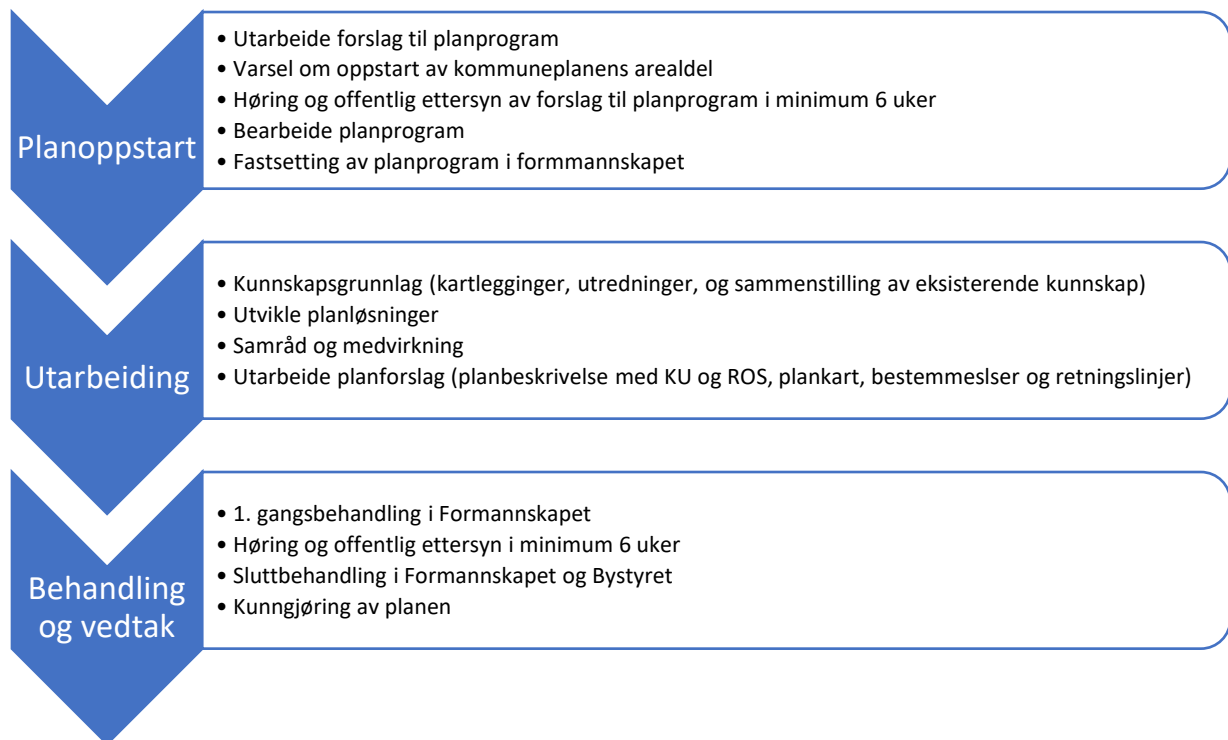 Planoppstart
• Utarbeide forslag til planprogram
• Varsel om oppstart av kommuneplanens arealdel
• Høring og offentlig ettersyn av forslag til planprogram i minimum 6 uker
• Bearbeide planprogram
• Fastsetting av planprogram i formmannskapet
Utarbeiding
• Kunnskapsgrunnlag (kartlegginger, utredninger, og sammenstilling av eksisterende kunnskap)
• Utvikle planløsninger
• Samråd og medvirkning
• Utarbeide planforslag (planbeskrivelse med KU og ROS, plankart, bestemmeslser og retningslinjer)
Behandling
og vedtak
• 1. gangsbehandling i Formannskapet
• Høring og offentlig ettersyn i minimum 6 uker
• Sluttbehandling i Formannskapet og Bystyret
• Kunngjøring av planen